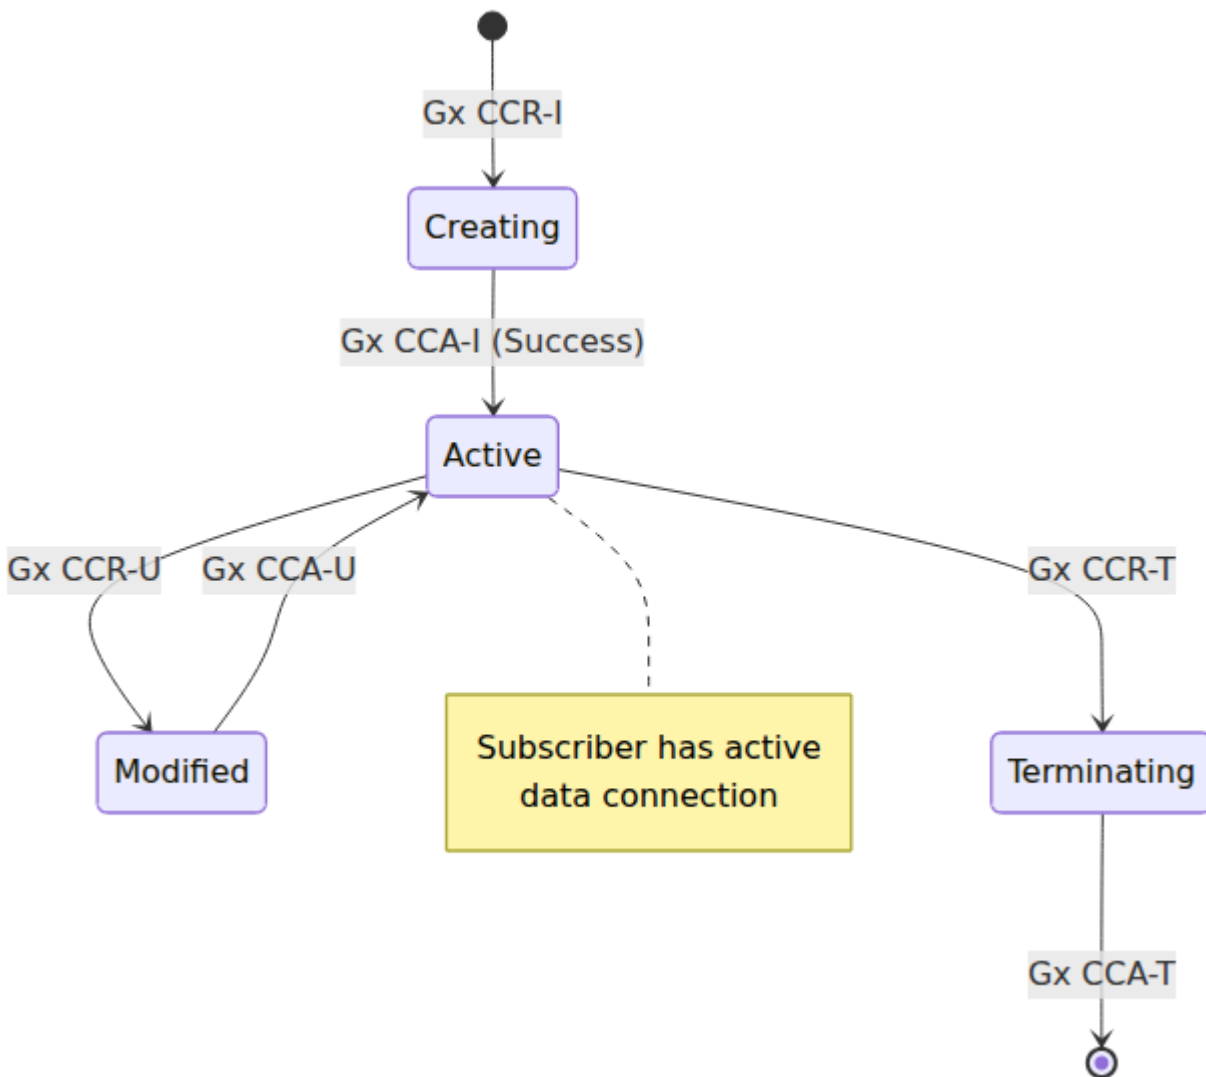 Gx CCR-I
Creating
Gx CCA-I (Success)
Active
Gx CCR-U
Gx CCA-U
Gx CCR-T
Modified
Subscriber has active
data connection
Terminating
Gx CCA-T